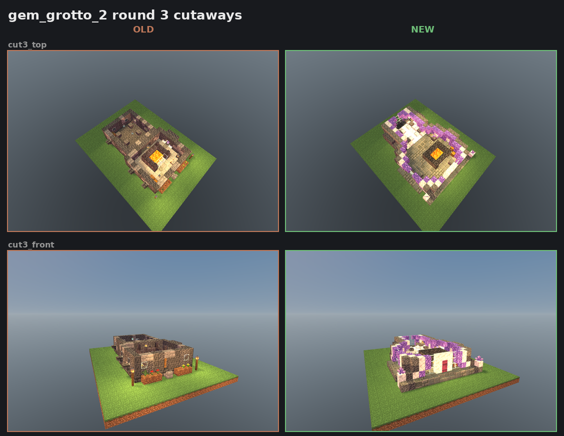 gem_grotto_2 round 3 cutaways
OLD
NEW
cut3_top
cut3_front